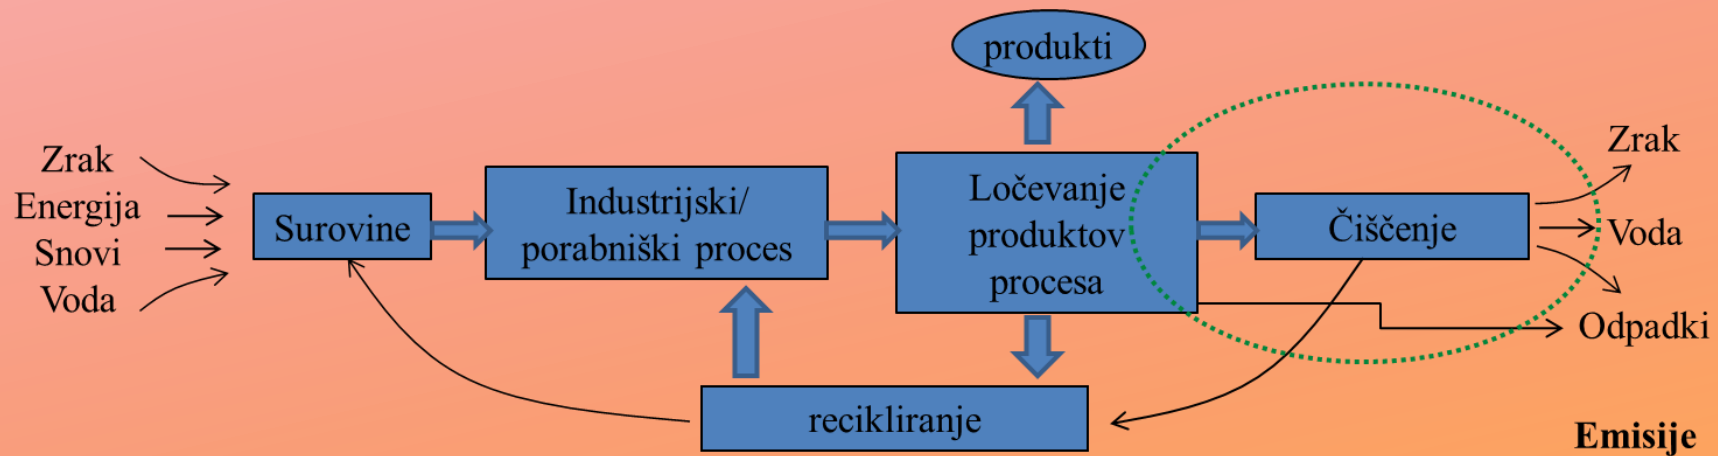 produkti
Zrak
Energija
Snovi
Voda
Surovine
Industrijski/
porabniški proces
Ločevanje
produktov
procesa
Čiščenje
Zrak
Voda
Odpadki
recikliranje
Emisije